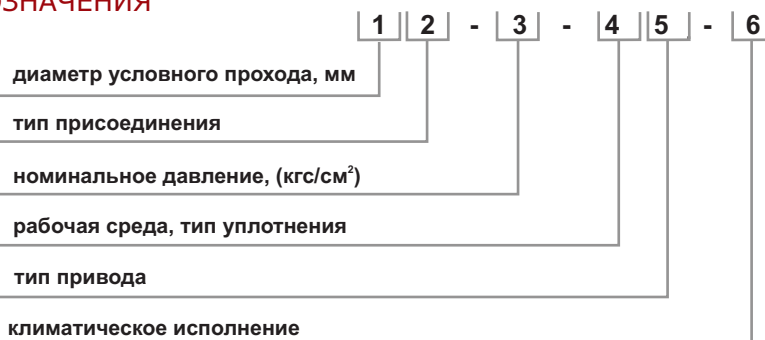 ОЗНАЧЕНИЯ
1 2 - 3 - 4 5 - 6
диаметр условного прохода, мм
тип присоединения
номинальное давление, (кгс/см²)
рабочая среда, тип уплотнения
тип привода
климатическое исполнение